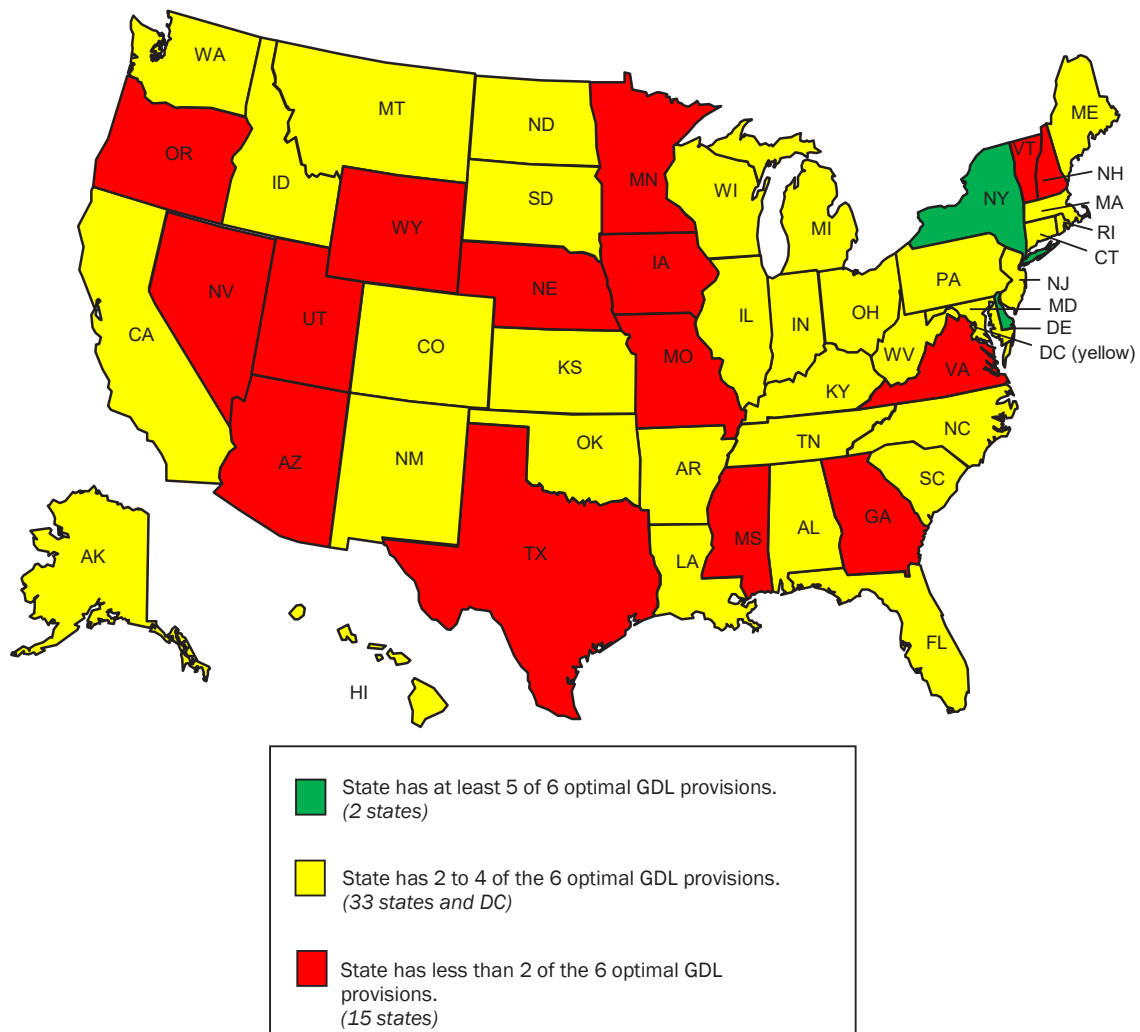 WA
MT
ND
MN
ME
OR
ID
SD
WI
MI
VT
NH
NY
MA
RI
CT
WY
IA
NE
PA
NJ
MD
DE
DC (yellow)
NV
UT
CA
CO
KS
MO
IL
IN
OH
WV
VA
KY
AZ
NM
OK
AR
TN
NC
SC
TX
LA
MS
AL
GA
FL
AK
HI
State has at least 5 of 6 optimal GDL provisions.
(2 states)
State has 2 to 4 of the 6 optimal GDL provisions.
(33 states and DC)
State has less than 2 of the 6 optimal GDL
provisions.
(15 states)